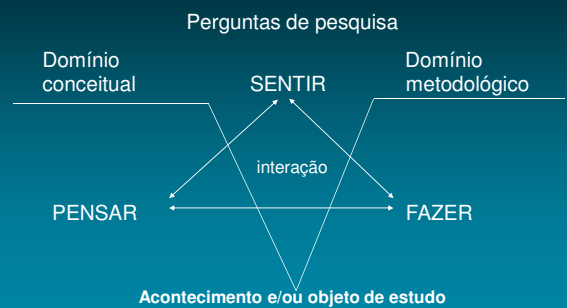 Perguntas de pesquisa
Domínio
conceitual
Domínio
metodológico
SENTIR
interação
PENSAR
FAZER
Acontecimento e/ou objeto de estudo